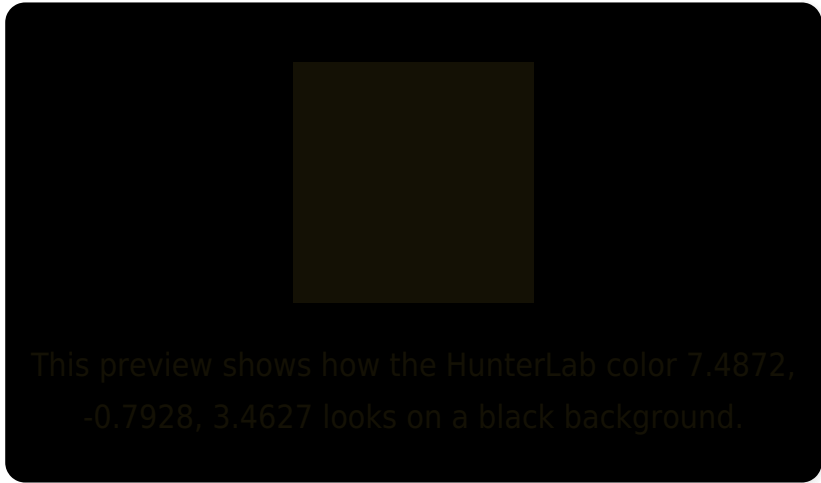 This preview shows how the HunterLab color 7.4872,
-0.7928, 3.4627 looks on a black background.